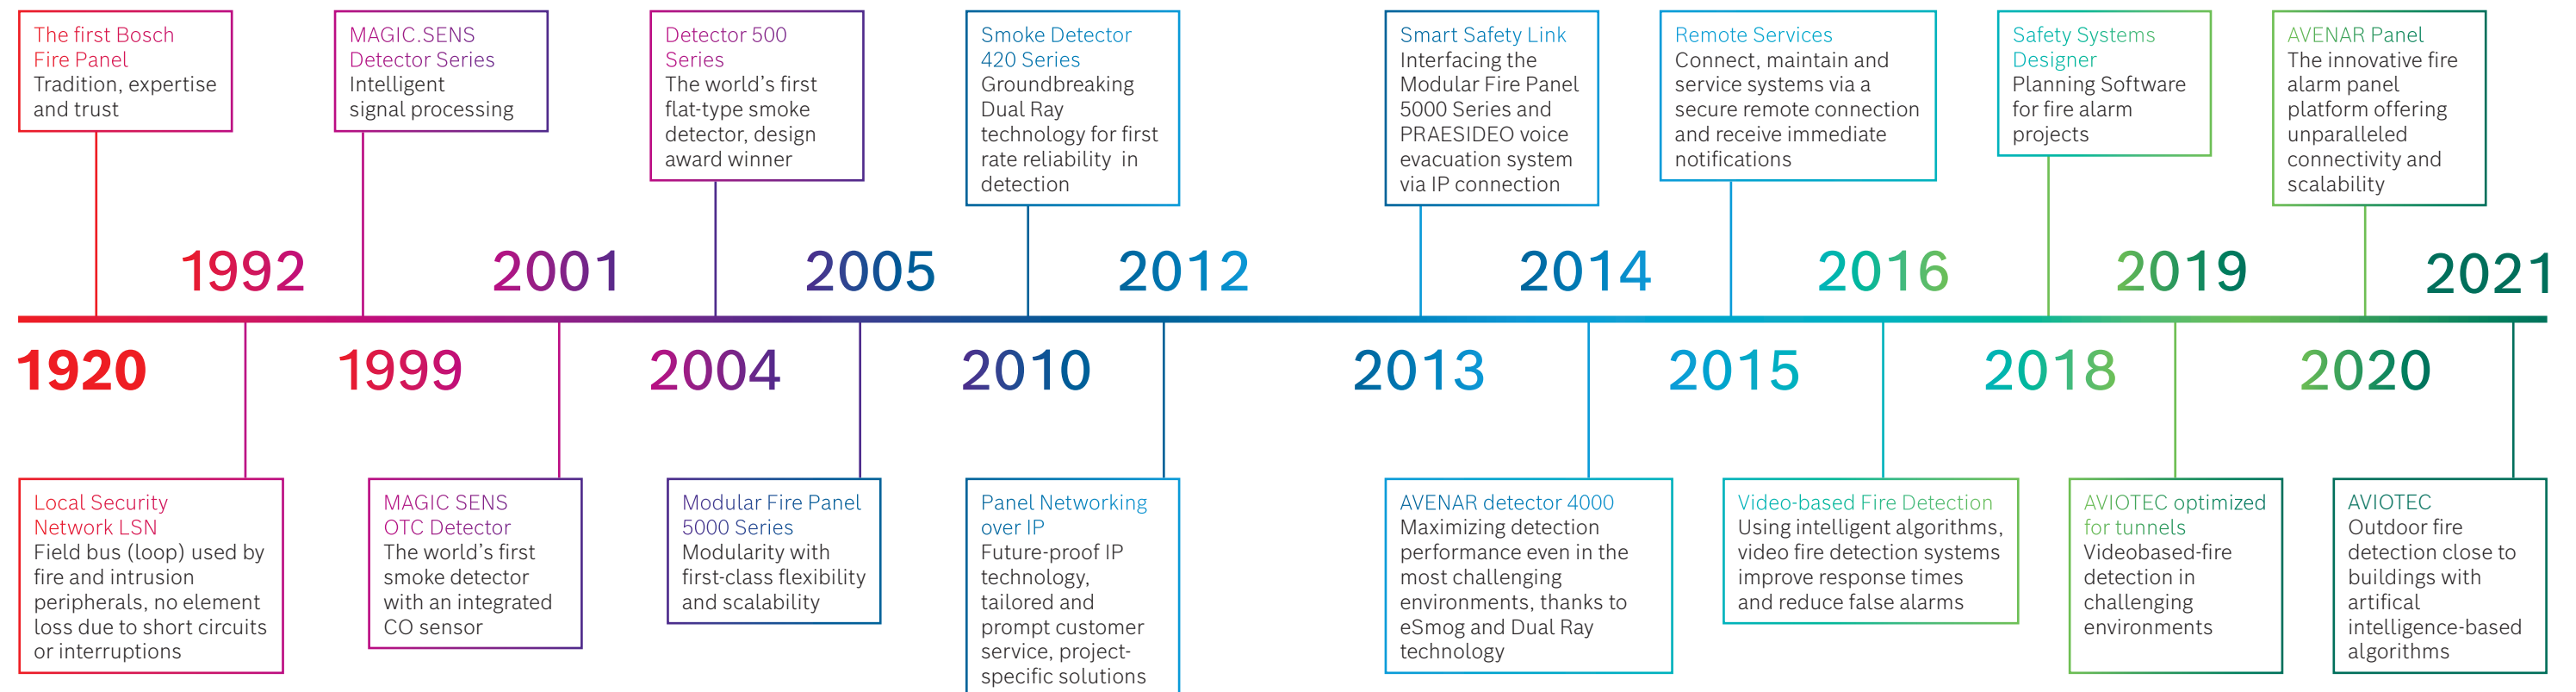 The first Bosch
Fire Panel
Tradition, expertise
and trust
MAGIC.SENS
Detector Series
Intelligent
signal processing
Detector 500
Series
The world’s first
flat-type smoke
detector, design
award winner
Smoke Detector
420 Series
Groundbreaking
Dual Ray
technology for first
rate reliability in
detection
Smart Safety Link
Interfacing the
Modular Fire Panel
5000 Series and
PRAESIDEO voice
evacuation system
via IP connection
Remote Services
Connect, maintain and
service systems via a
secure remote connection
and receive immediate
notifications
Safety Systems
Designer
Planning Software
for fire alarm
projects
AVENAR Panel
The innovative fire
alarm panel
platform offering
unparalleled
connectivity and
scalability
1992
2001
2005
2012
2014
2016
2019
2021
1920
1999
2004
2010
2013
2015
2018
2020
Local Security
Network LSN
Field bus (loop) used by
fire and intrusion
peripherals, no element
loss due to short circuits
or interruptions
MAGIC SENS
OTC Detector
The world’s first
smoke detector
with an integrated
CO sensor
Modular Fire Panel
5000 Series
Modularity with
first-class flexibility
and scalability
Panel Networking
over IP
Future-proof IP
technology,
tailored and
prompt customer
service, project-
specific solutions
AVENAR detector 4000
Maximizing detection
performance even in the
most challenging
environments, thanks to
eSmog and Dual Ray
technology
Video-based Fire Detection
Using intelligent algorithms,
video fire detection systems
improve response times
and reduce false alarms
AVIOTEC optimized
for tunnels
Videobased-fire
detection in
challenging
environments
AVIOTEC
Outdoor fire
detection close to
buildings with
artifical
intelligence-based
algorithms